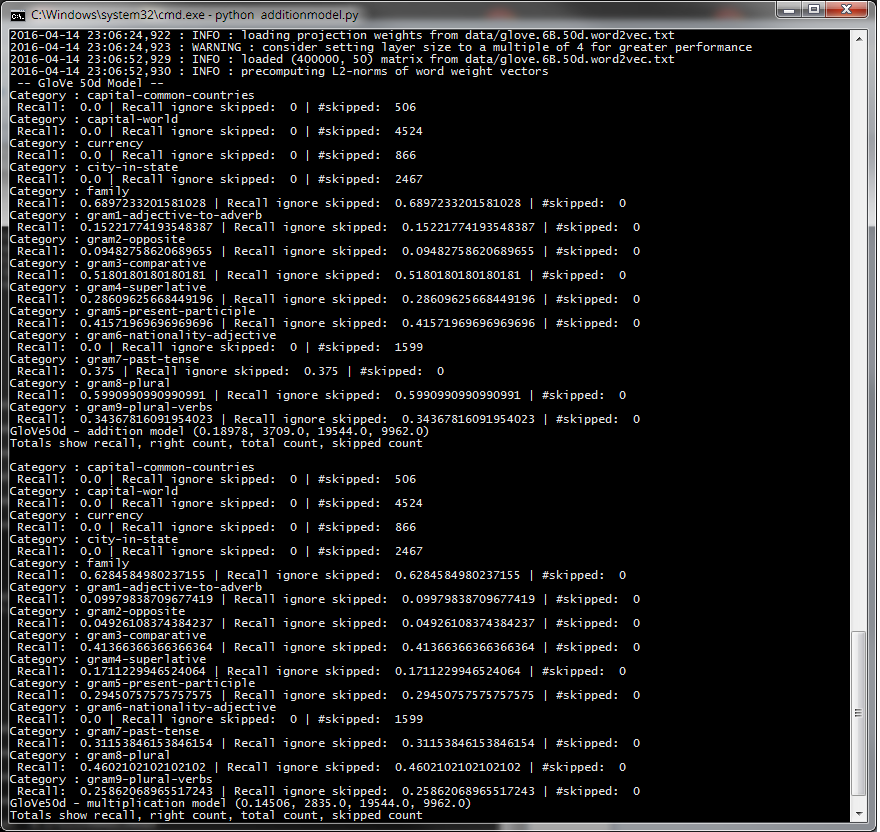 C:\Windows\system32\cmd.exe - python  additionmodel.py
2016-04-14 23:06:24,922 : INFO : loading projection weights from data/glove.6B.50d.word2vec.txt
2016-04-14 23:06:24,923 : WARNING : consider setting layer size to a multiple of 4 for greater performance
2016-04-14 23:06:52,929 : INFO : loaded (400000, 50) matrix from data/glove.6B.50d.word2vec.txt
2016-04-14 23:06:52,930 : INFO : precomputing L2-norms of word weight vectors
 -- GloVe 50d Model --
Category : capital-common-countries
 Recall:  0.0 | Recall ignore skipped:  0 | #skipped:  506
Category : capital-world
 Recall:  0.0 | Recall ignore skipped:  0 | #skipped:  4524
Category : currency
 Recall:  0.0 | Recall ignore skipped:  0 | #skipped:  866
Category : city-in-state
 Recall:  0.0 | Recall ignore skipped:  0 | #skipped:  2467
Category : family
 Recall:  0.6897233201581028 | Recall ignore skipped:  0.6897233201581028 | #skipped:  0
Category : gram1-adjective-to-adverb
 Recall:  0.15221774193548387 | Recall ignore skipped:  0.15221774193548387 | #skipped:  0
Category : gram2-opposite
 Recall:  0.09482758620689655 | Recall ignore skipped:  0.09482758620689655 | #skipped:  0
Category : gram3-comparative
 Recall:  0.5180180180180181 | Recall ignore skipped:  0.5180180180180181 | #skipped:  0
Category : gram4-superlative
 Recall:  0.28609625668449196 | Recall ignore skipped:  0.28609625668449196 | #skipped:  0
Category : gram5-present-participle
 Recall:  0.41571969696969696 | Recall ignore skipped:  0.41571969696969696 | #skipped:  0
Category : gram6-nationality-adjective
 Recall:  0.0 | Recall ignore skipped:  0 | #skipped:  1599
Category : gram7-past-tense
 Recall:  0.375 | Recall ignore skipped:  0.375 | #skipped:  0
Category : gram8-plural
 Recall:  0.5990990990990991 | Recall ignore skipped:  0.5990990990990991 | #skipped:  0
Category : gram9-plural-verbs
 Recall:  0.34367816091954023 | Recall ignore skipped:  0.34367816091954023 | #skipped:  0
GloVe50d - addition model (0.18978, 3709.0, 19544.0, 9962.0)
Totals show recall, right count, total count, skipped count
Category : capital-common-countries
 Recall:  0.0 | Recall ignore skipped:  0 | #skipped:  506
Category : capital-world
 Recall:  0.0 | Recall ignore skipped:  0 | #skipped:  4524
Category : currency
 Recall:  0.0 | Recall ignore skipped:  0 | #skipped:  866
Category : city-in-state
 Recall:  0.0 | Recall ignore skipped:  0 | #skipped:  2467
Category : family
 Recall:  0.6284584980237155 | Recall ignore skipped:  0.6284584980237155 | #skipped:  0
Category : gram1-adjective-to-adverb
 Recall:  0.09979838709677419 | Recall ignore skipped:  0.09979838709677419 | #skipped:  0
Category : gram2-opposite
 Recall:  0.04926108374384237 | Recall ignore skipped:  0.04926108374384237 | #skipped:  0
Category : gram3-comparative
 Recall:  0.41366366366366364 | Recall ignore skipped:  0.41366366366366364 | #skipped:  0
Category : gram4-superlative
 Recall:  0.1711229946524064 | Recall ignore skipped:  0.1711229946524064 | #skipped:  0
Category : gram5-present-participle
 Recall:  0.29450757575757575 | Recall ignore skipped:  0.29450757575757575 | #skipped:  0
Category : gram6-nationality-adjective
 Recall:  0.0 | Recall ignore skipped:  0 | #skipped:  1599
Category : gram7-past-tense
 Recall:  0.31153846153846154 | Recall ignore skipped:  0.31153846153846154 | #skipped:  0
Category : gram8-plural
 Recall:  0.4602102102102102 | Recall ignore skipped:  0.4602102102102102 | #skipped:  0
Category : gram9-plural-verbs
 Recall:  0.25862068965517243 | Recall ignore skipped:  0.25862068965517243 | #skipped:  0
GloVe50d - multiplication model (0.14506, 2835.0, 19544.0, 9962.0)
Totals show recall, right count, total count, skipped count